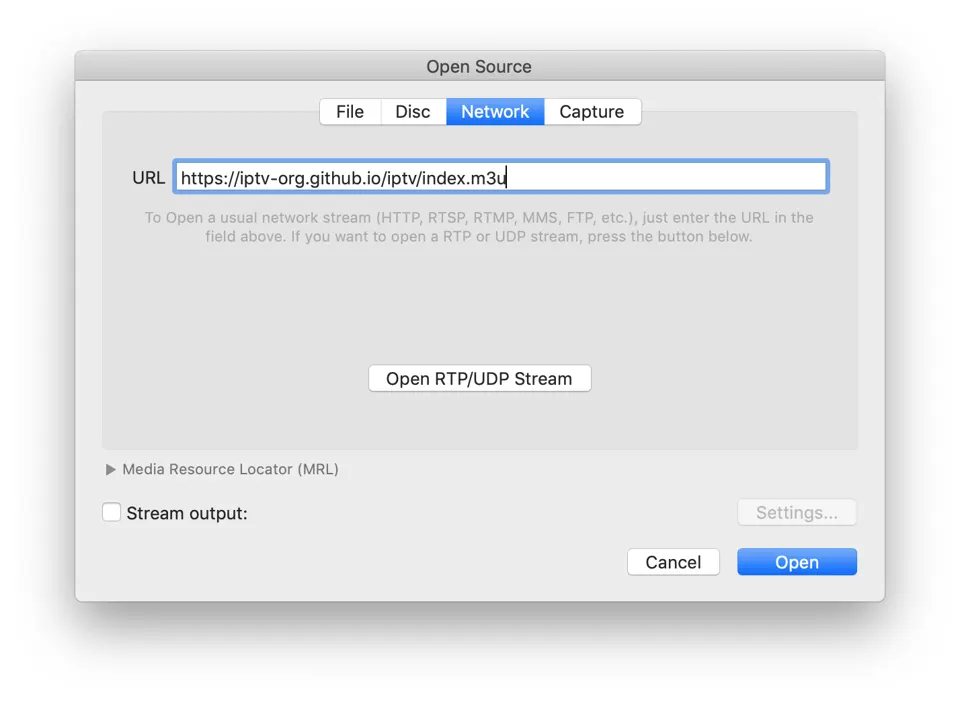 Open Source
File Disc Network Capture
URL https://iptv-org.github.io/iptv/index.m3u
To Open a usual network stream (HTTP, RTSP, RTMP, MMS, FTP, etc.), just enter the URL in the
field above. If you want to open a RTP or UDP stream, press the button below.
Open RTP/UDP Stream
Media Resource Locator (MRL)
Stream output:
Settings...
Cancel Open